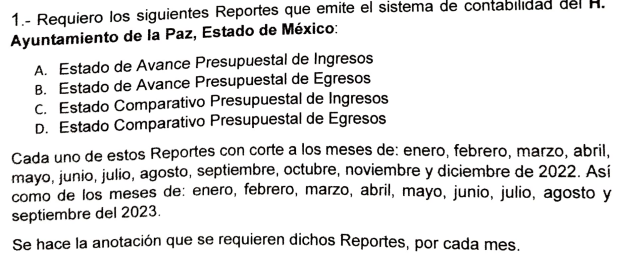 1.- Requiero los siguientes Reportes que emite el sistema de contabilidad del H.
Ayuntamiento de la Paz, Estado de México:
A. Estado de Avance Presupuestal de Ingresos
B. Estado de Avance Presupuestal de Egresos
C. Estado Comparativo Presupuestal de Ingresos
D. Estado Comparativo Presupuestal de Egresos
Cada uno de estos Reportes con corte a los meses de: enero, febrero, marzo, abril,
mayo, junio, julio, agosto, septiembre, octubre, noviembre y diciembre de 2022. Así
como de los meses de: enero, febrero, marzo, abril, mayo, junio, julio, agosto y
septiembre del 2023.
Se hace la anotación que se requieren dichos Reportes, por cada mes.